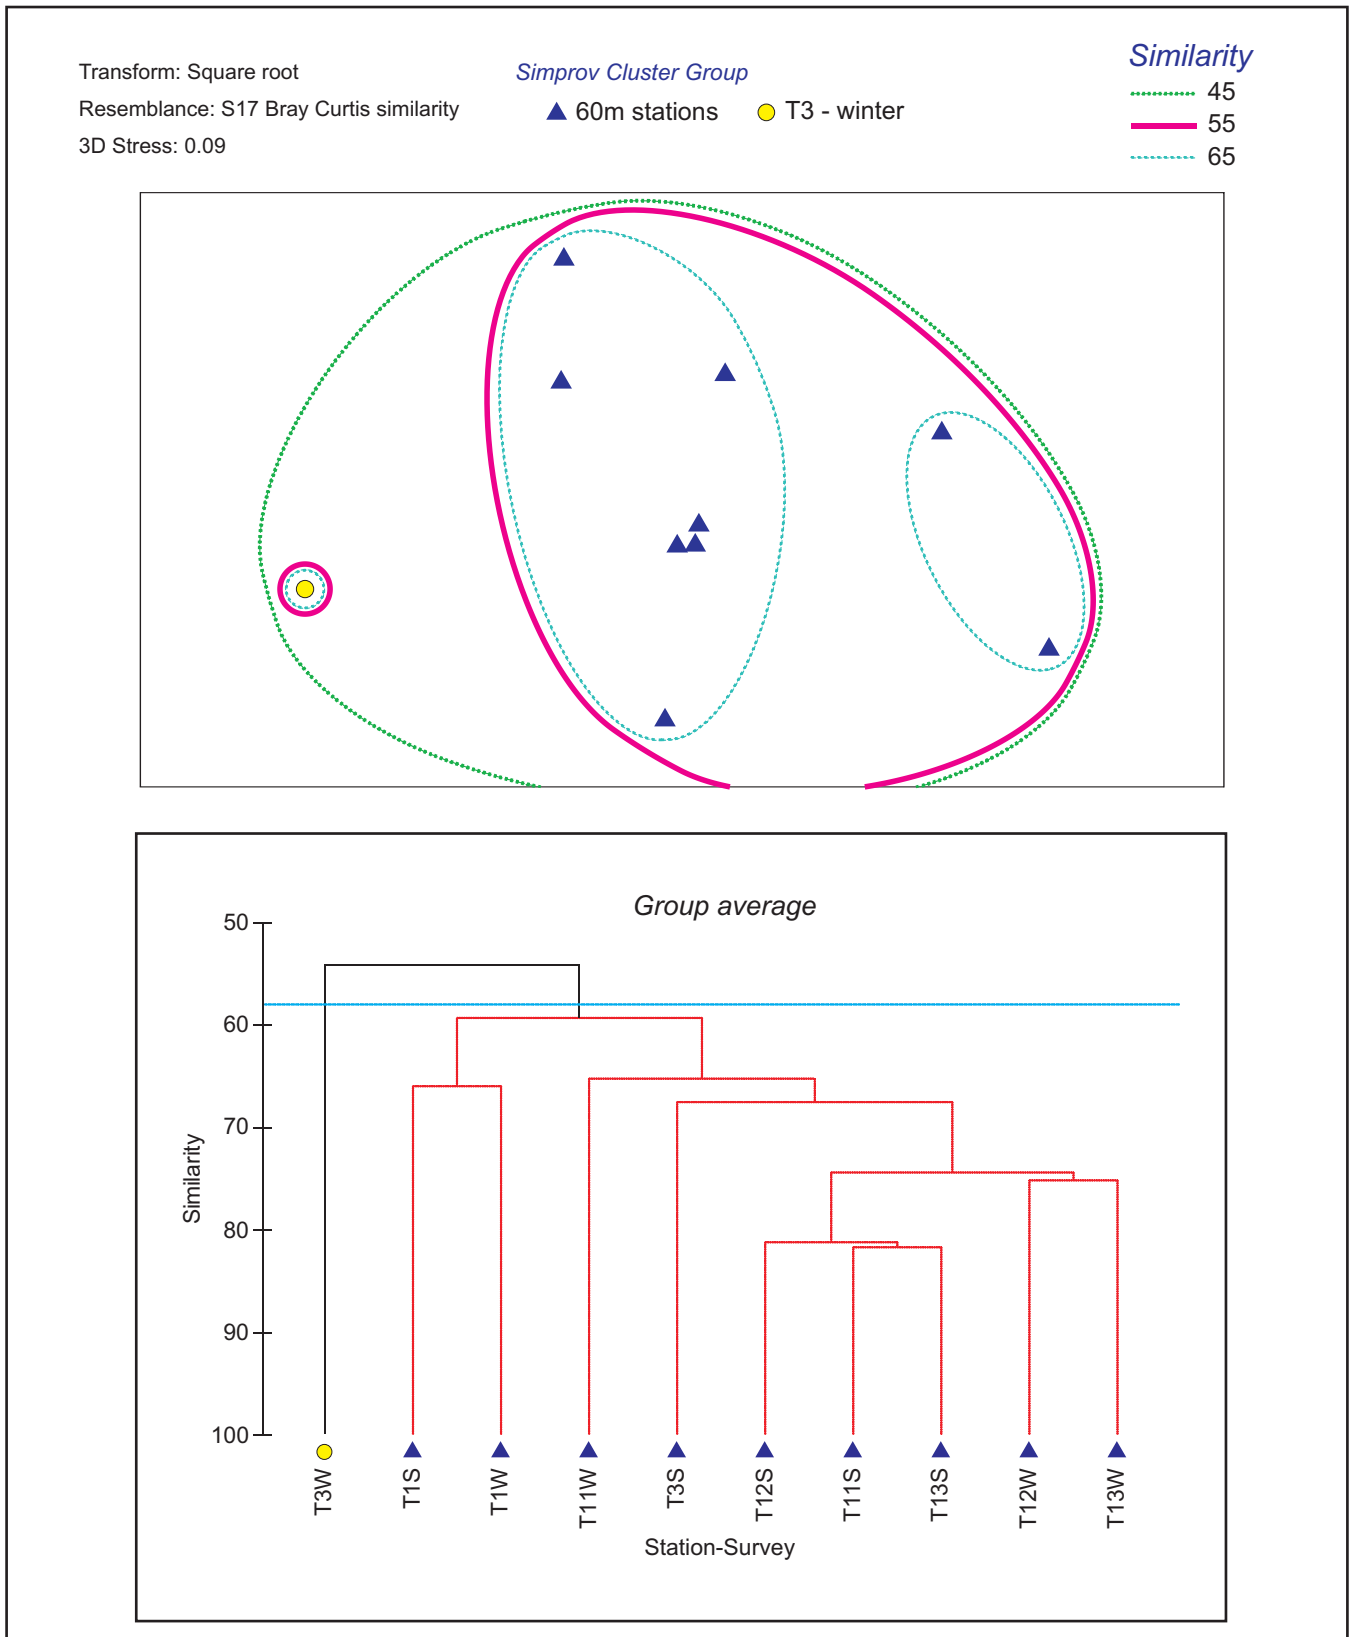 Transform: Square root
Resemblance: S17 Bray Curtis similarity
3D Stress: 0.09
Simprov Cluster Group
60m stations T3 - winter
Similarity
45
55
65
Group average
50
60
70
80
90
100
Similarity
T3W T1S T1W T11W T3S T12S T11S T13S T12W T13W
Station-Survey